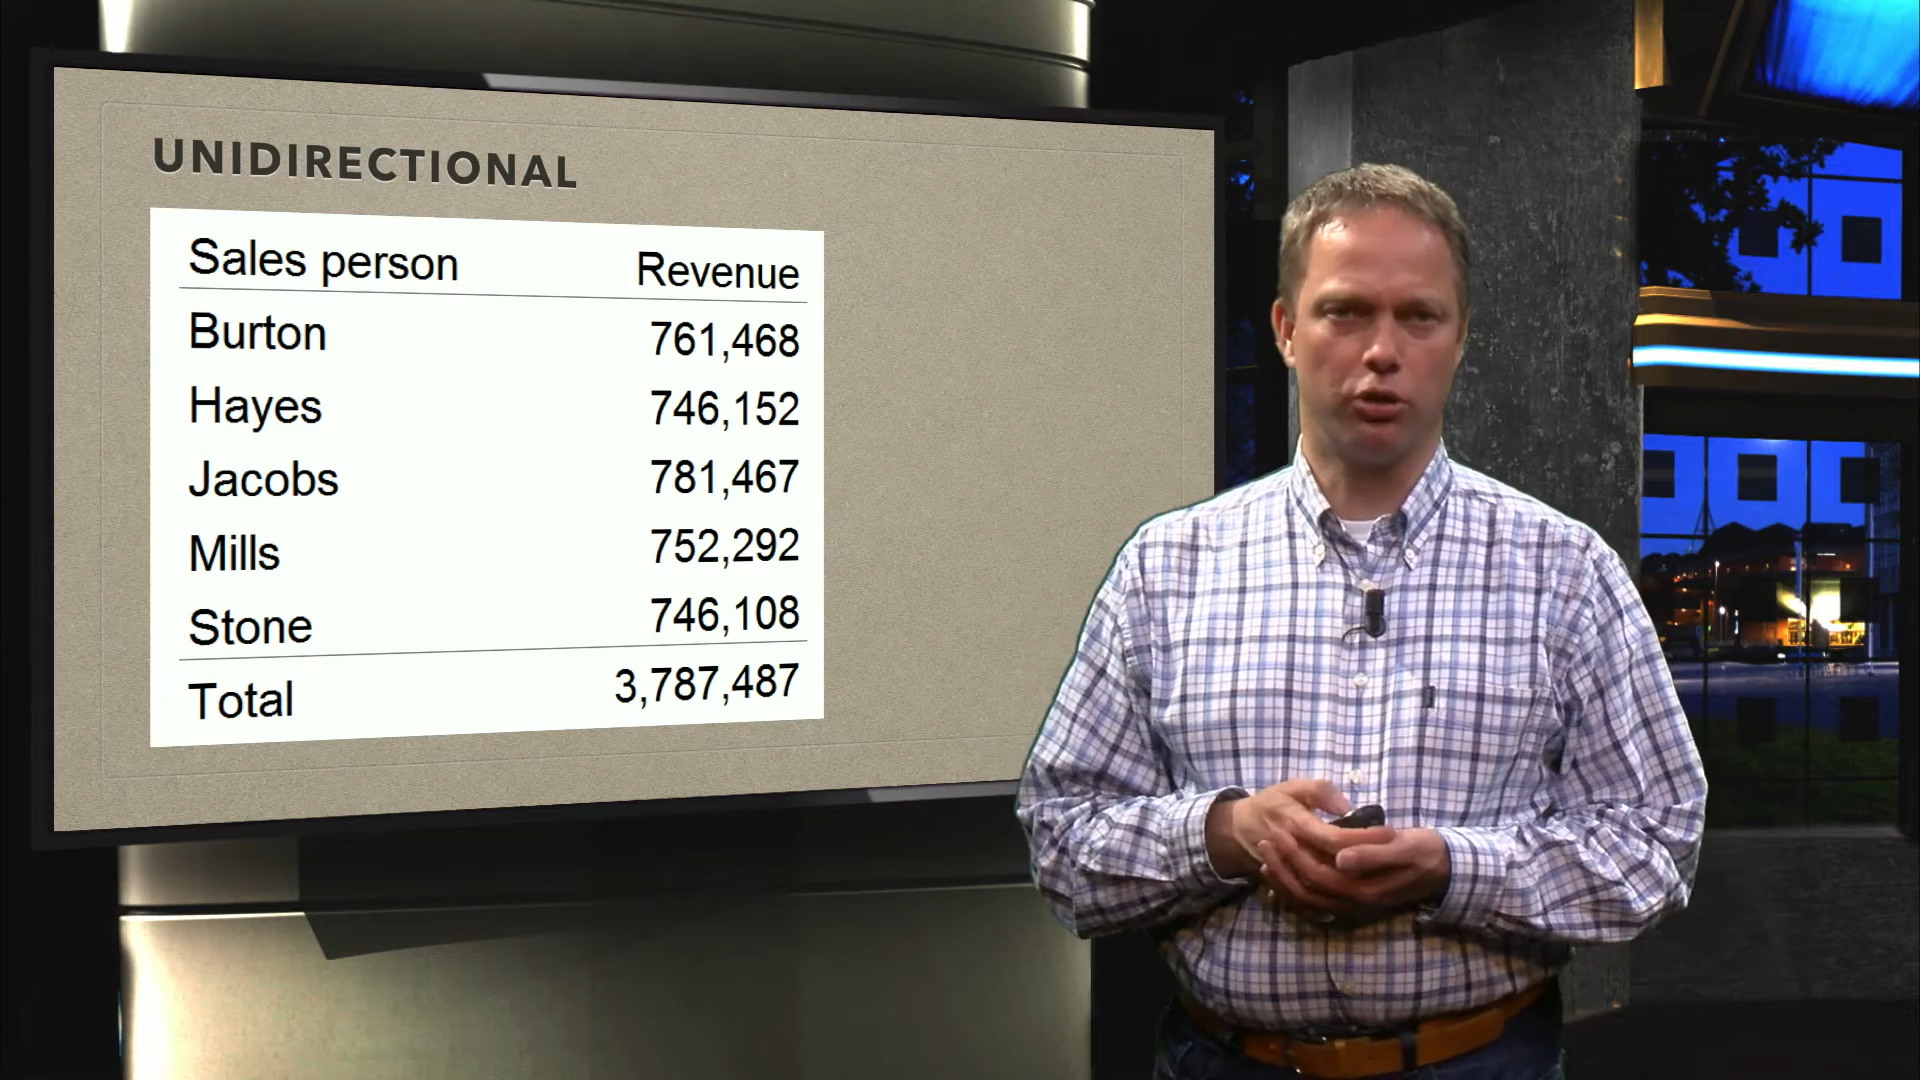 UNIDIRECTIONAL
Sales person Revenue
Burton 761,468
Hayes 746,152
Jacobs 781,467
Mills 752,292
Stone 746,108
Total 3,787,487